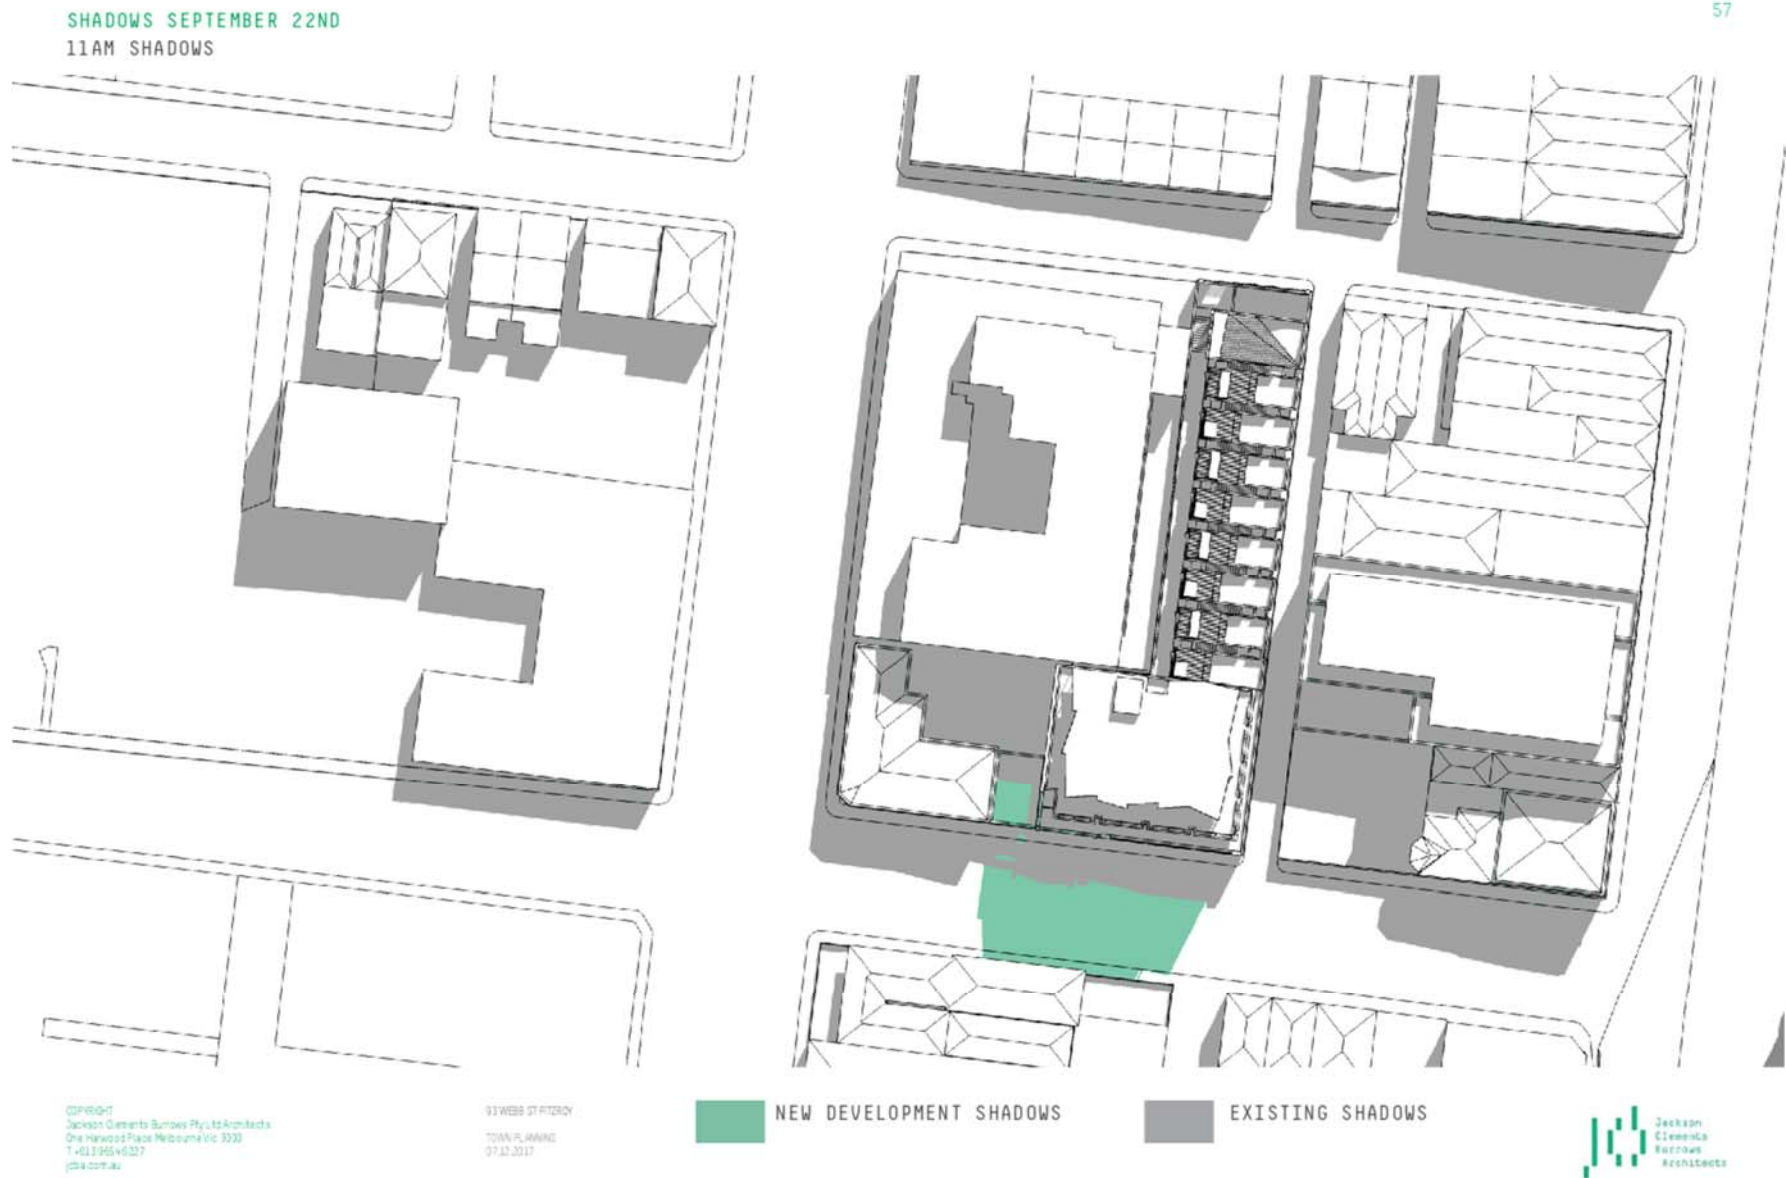 SHADOWS SEPTEMBER 22ND
57
11AM SHADOWS
COPYRIGHT
Jackson Clements Burrows Pty Ltd Architects
One Harwood Place Melbourne Vic 3000
jcba.com.au
93 WEBB ST FITZROY
TOWN PLANNING
07.12.2017
NEW DEVELOPMENT SHADOWS
EXISTING SHADOWS
Jackson
Clements
Burrows
Architects